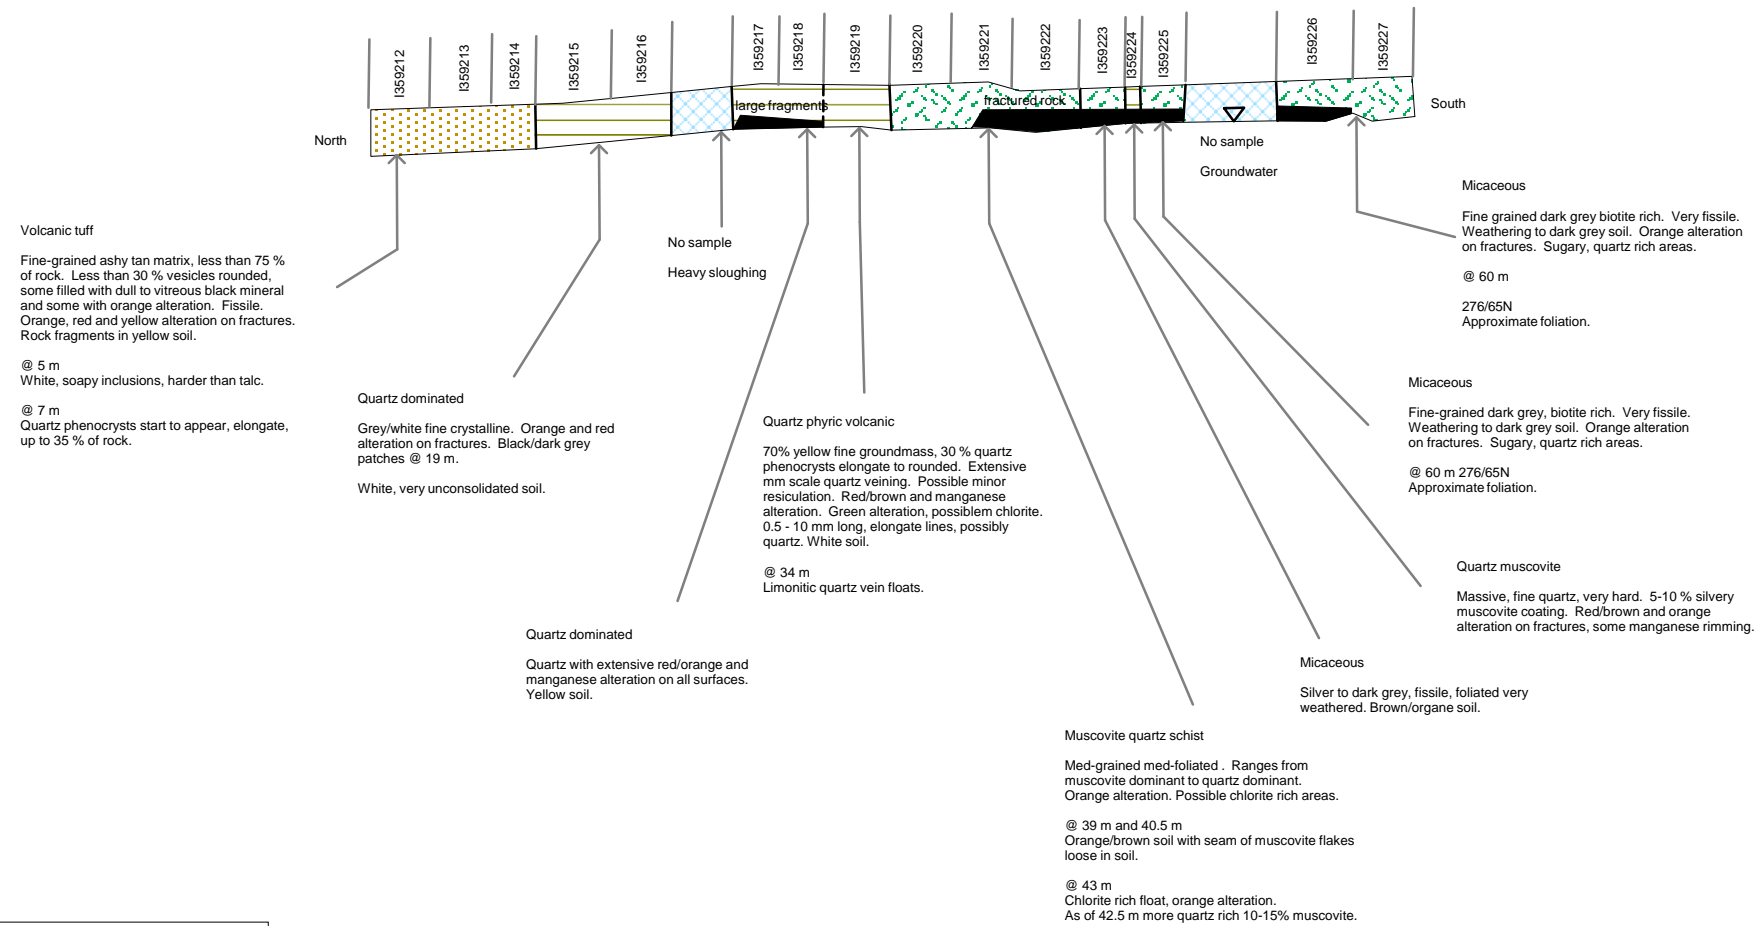 I359212
I359213
I359214
I359215
I359216
I359217
I359218
I359219
I359220
I359221
I359222
I359223
I359224
I359225
I359226
I359227
North
large fragments
fractured rock
South
No sample
Groundwater
Volcanic tuff
Fine-grained ashy tan matrix, less than 75 %
of rock. Less than 30 % vesicles rounded,
some filled with dull to vitreous black mineral
and some with orange alteration. Fissile.
Orange, red and yellow alteration on fractures.
Rock fragments in yellow soil.
@ 5 m
White, soapy inclusions, harder than talc.
@ 7 m
Quartz phenocrysts start to appear, elongate,
up to 35 % of rock.
Quartz dominated
Grey/white fine crystalline. Orange and red
alteration on fractures. Black/dark grey
patches @ 19 m.
White, very unconsolidated soil.
No sample
Heavy sloughing
Quartz dominated
Quartz with extensive red/orange and
manganese alteration on all surfaces.
Yellow soil.
Quartz phyric volcanic
70% yellow fine groundmass, 30 % quartz
phenocrysts elongate to rounded. Extensive
mm scale quartz veining. Possible minor
resiculation. Red/brown and manganese
alteration. Green alteration, possiblem chlorite.
0.5 - 10 mm long, elongate lines, possibly
quartz. White soil.
@ 34 m
Limonitic quartz vein floats.
Muscovite quartz schist
Med-grained med-foliated . Ranges from
muscovite dominant to quartz dominant.
Orange alteration. Possible chlorite rich areas.
@ 39 m and 40.5 m
Orange/brown soil with seam of muscovite flakes
loose in soil.
@ 43 m
Chlorite rich float, orange alteration.
As of 42.5 m more quartz rich 10-15% muscovite.
Micaceous
Silver to dark grey, fissile, foliated very
weathered. Brown/organe soil.
Quartz muscovite
Massive, fine quartz, very hard. 5-10 % silvery
muscovite coating. Red/brown and orange
alteration on fractures, some manganese rimming.
Micaceous
Fine-grained dark grey, biotite rich. Very fissile.
Weathering to dark grey soil. Orange alteration
on fractures. Sugary, quartz rich areas.
@ 60 m 276/65N
Approximate foliation.
Micaceous
Fine grained dark grey biotite rich. Very fissile.
Weathering to dark grey soil. Orange alteration
on fractures. Sugary, quartz rich areas.
@ 60 m
276/65N
Approximate foliation.